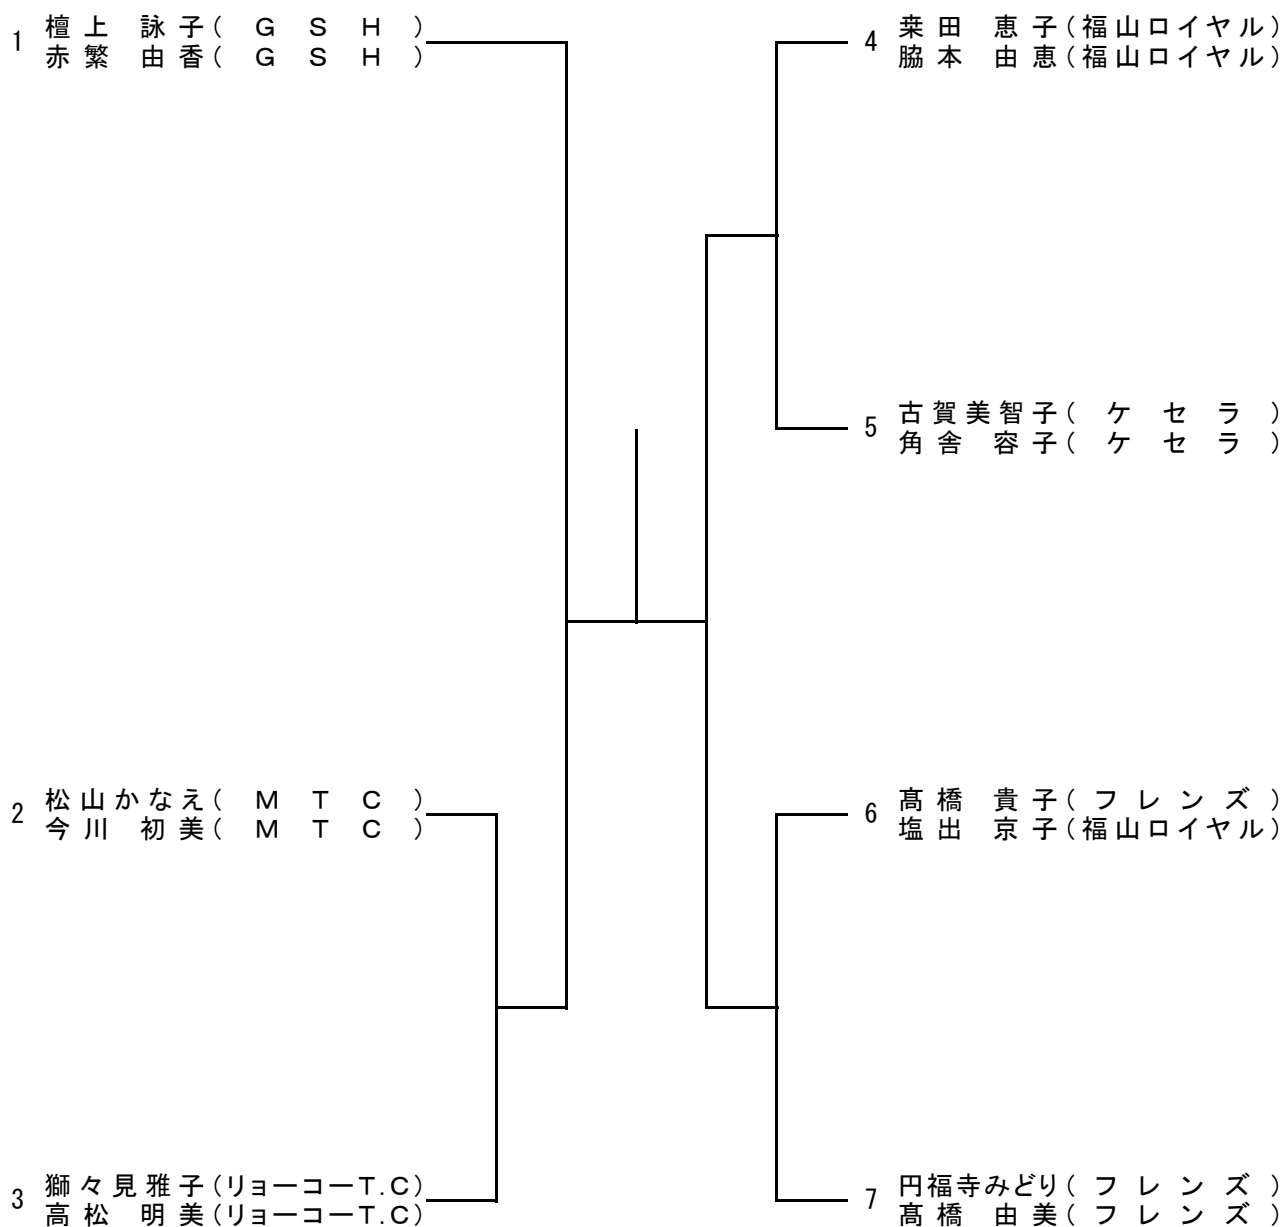 1 檀上 詠子(GSH)
赤繁 由香(GSH)
2 松山かなえ(MTC)
今川 初美(MTC)
3 獅々見雅子(リョーコーT.C)
高松 明美(リョーコーT.C)
4 桒田 恵子(福山ロイヤル)
脇本 由恵(福山ロイヤル)
5 古賀美智子(ケセラ)
角舎 容子(ケセラ)
6 髙橋 貴子(フレンズ)
塩出 京子(福山ロイヤル)
7 円福寺みどり(フレンズ)
髙橋 由美(フレンズ)